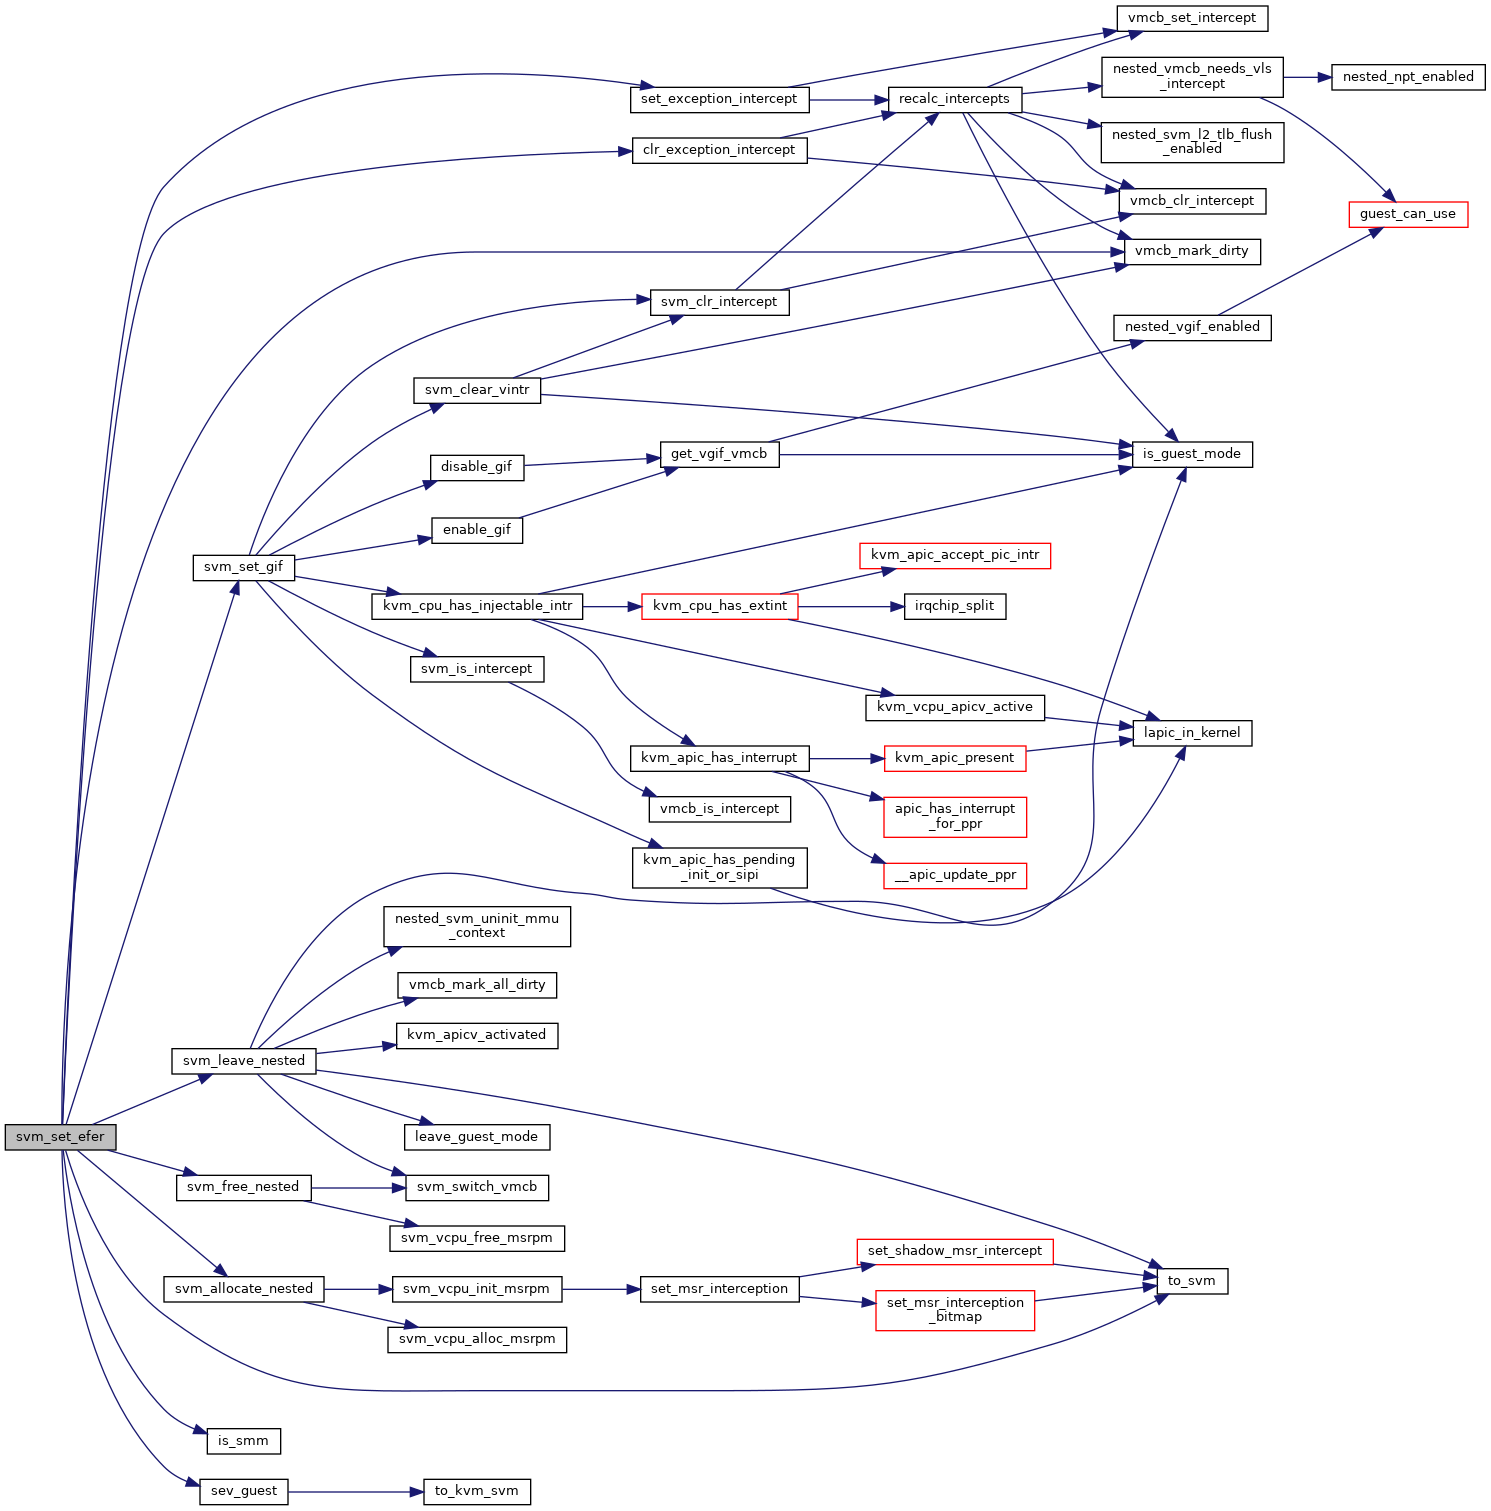 vmcb_set_intercept
nested_vmcb_needs_vls
_intercept
nested_npt_enabled
set_exception_intercept
recalc_intercepts
nested_svm_l2_tlb_flush
_enabled
clr_exception_intercept
vmcb_clr_intercept
guest_can_use
vmcb_mark_dirty
svm_clr_intercept
nested_vgif_enabled
svm_clear_vintr
disable_gif
get_vgif_vmcb
is_guest_mode
enable_gif
svm_set_gif
kvm_apic_accept_pic_intr
kvm_cpu_has_injectable_intr
kvm_cpu_has_extint
irqchip_split
svm_is_intercept
kvm_vcpu_apicv_active
lapic_in_kernel
kvm_apic_has_interrupt
kvm_apic_present
vmcb_is_intercept
apic_has_interrupt
_for_ppr
kvm_apic_has_pending
_init_or_sipi
__apic_update_ppr
nested_svm_uninit_mmu
_context
vmcb_mark_all_dirty
kvm_apicv_activated
svm_leave_nested
svm_set_efer
leave_guest_mode
svm_free_nested
svm_switch_vmcb
svm_vcpu_free_msrpm
set_shadow_msr_intercept
to_svm
svm_allocate_nested
svm_vcpu_init_msrpm
set_msr_interception
set_msr_interception
_bitmap
svm_vcpu_alloc_msrpm
is_smm
sev_guest
to_kvm_svm